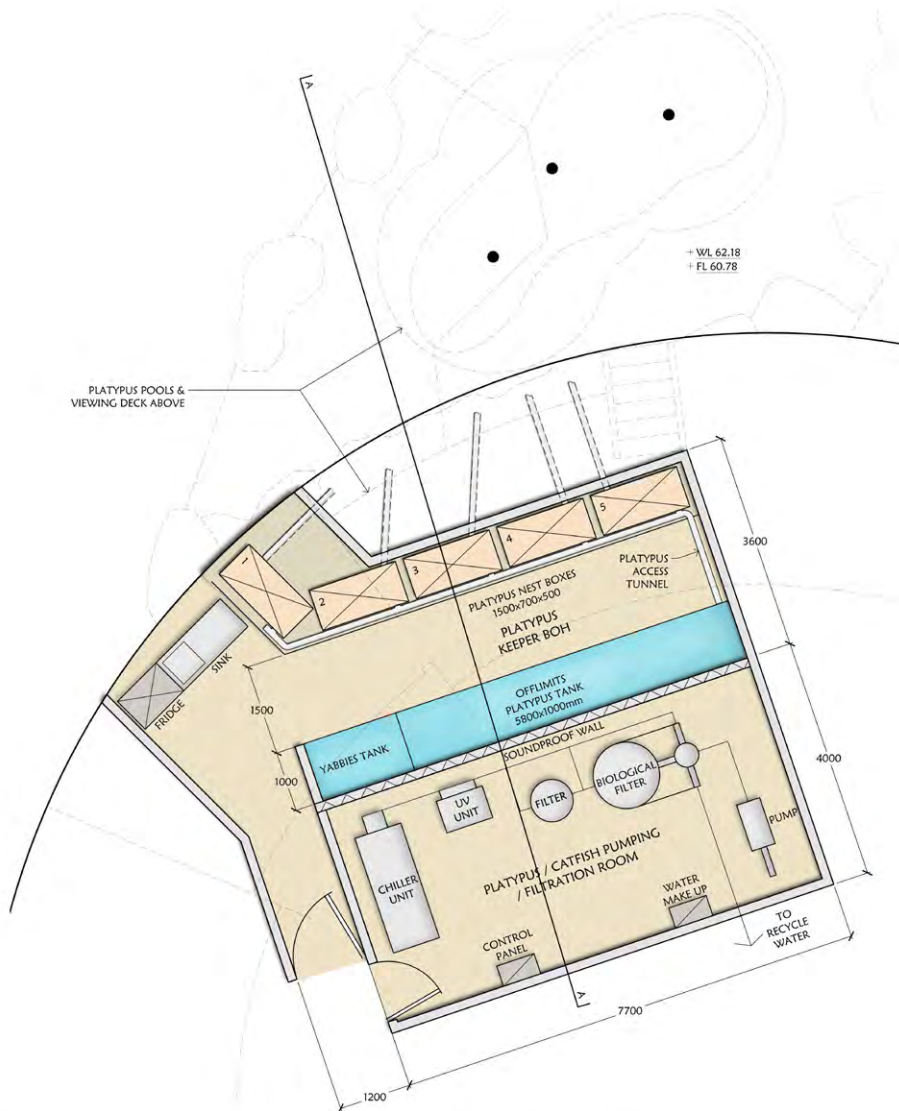 A
WL 62.18
FL 60.78
PLATYPUS POOLS &
VIEWING DECK ABOVE
1
2
3
4
5
3600
PLATYPUS
ACCESS
TUNNEL
PLATYPUS NEST BOXES
1500x700x500
PLATYPUS
KEEPER BOH
SINK
FRIDGE
1500
OFFLIMITS
PLATYPUS TANK
5800x1000mm
YABBIES TANK
1000
SOUNDPROOF WALL
4000
UV
UNIT
FILTER
BIOLOGICAL
FILTER
PUMP
CHILLER
UNIT
PLATYPUS / CATFISH PUMPING
/ FILTRATION ROOM
WATER
MAKE UP
CONTROL
PANEL
TO
RECYCLE
WATER
A
7700
1200